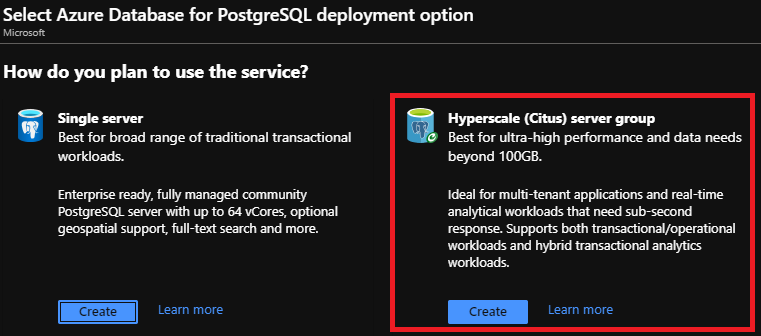 Select Azure Database for PostgreSQL deployment option
Microsoft
How do you plan to use the service?
Single server
Best for broad range of traditional transactional
workloads.
Enterprise ready, fully managed community
PostgreSQL server with up to 64 vCores, optional
geospatial support, full-text search and more.
Create
Learn more
Hyperscale (Citus) server group
Best for ultra-high performance and data needs
beyond 100GB.
Ideal for multi-tenant applications and real-time
analytical workloads that need sub-second
response. Supports both transactional/operational
workloads and hybrid transactional analytics
workloads.
Create
Learn more